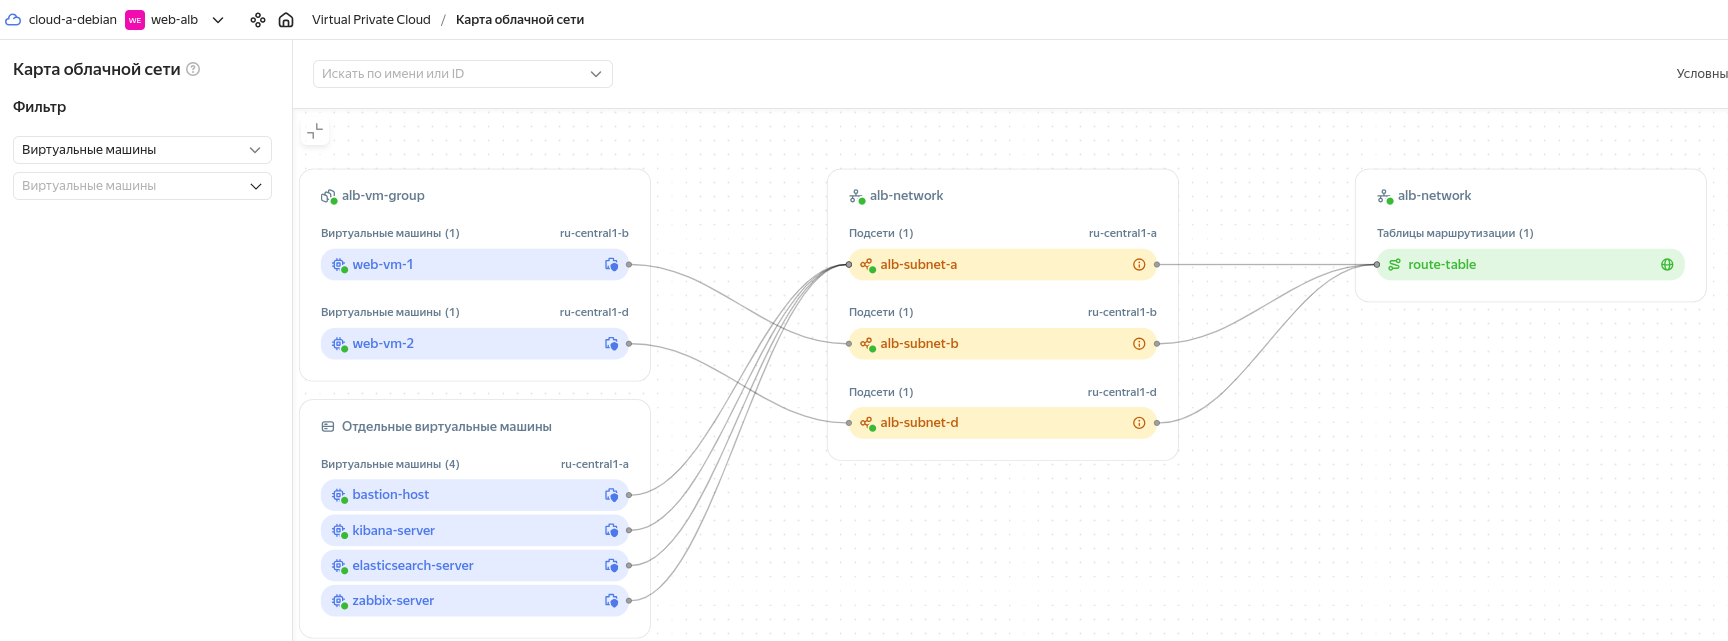 cloud-a-debian WE web-alb Virtual Private Cloud / Карта облачной сети
Карта облачной сети
Фильтр
Виртуальные машины
Виртуальные машины
Искать по имени или ID
Условны
alb-vm-group
Виртуальные машины (1) ru-central1-b
web-vm-1
Виртуальные машины (1) ru-central1-d
web-vm-2
Отдельные виртуальные машины
Виртуальные машины (4) ru-central1-a
bastion-host
kibana-server
elasticsearch-server
zabbix-server
alb-network
Подсети (1) ru-central1-a
alb-subnet-a
Подсети (1) ru-central1-b
alb-subnet-b
Подсети (1) ru-central1-d
alb-subnet-d
alb-network
Таблицы маршрутизации (1)
route-table